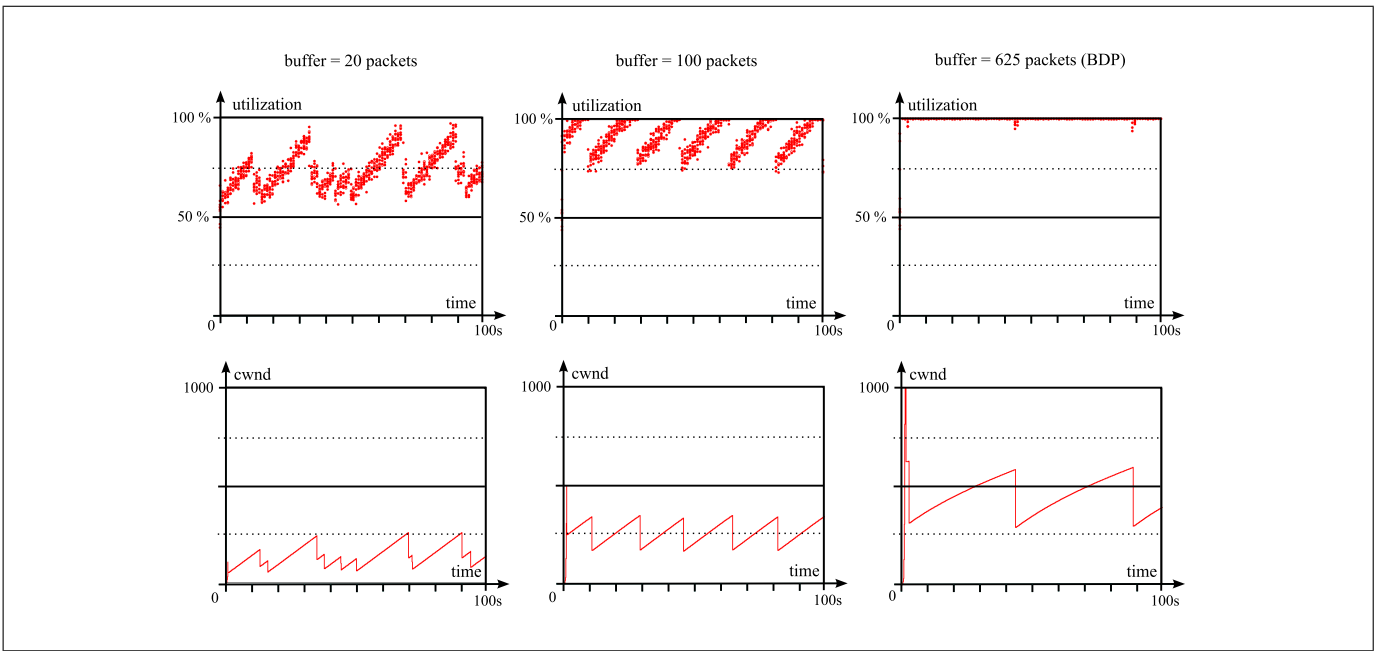 buffer = 20 packets
buffer = 100 packets
buffer = 625 packets (BDP)
utilization
100 %
50 %
time
0
100s
utilization
100 %
50 %
time
0
100s
utilization
100 %
50 %
time
0
100s
cwnd
1000
time
0
100s
cwnd
1000
time
0
100s
cwnd
1000
time
0
100s